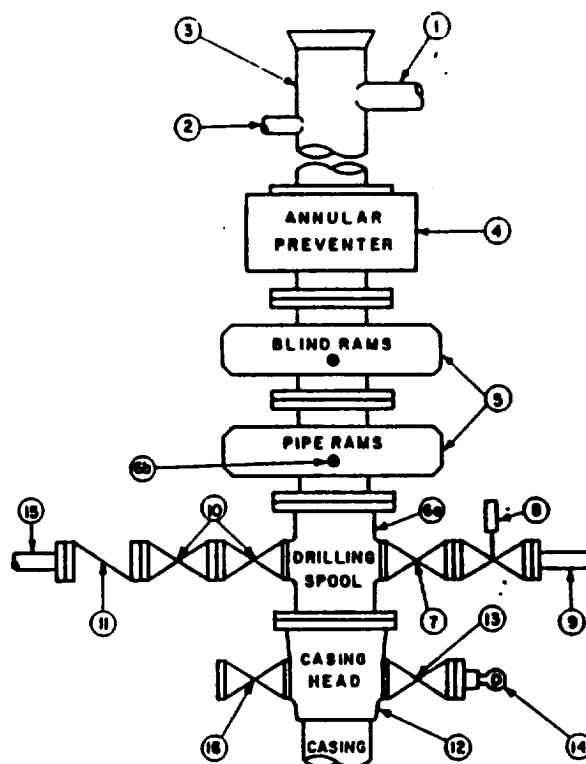 1
3
2
ANNULAR
PREVENTER
4
BLIND RAMS
5
PIPE RAMS
6b
15
10
6a
8
DRILLING
SPOOL
11
7
9
13
CASING
HEAD
16
12
14
CASING